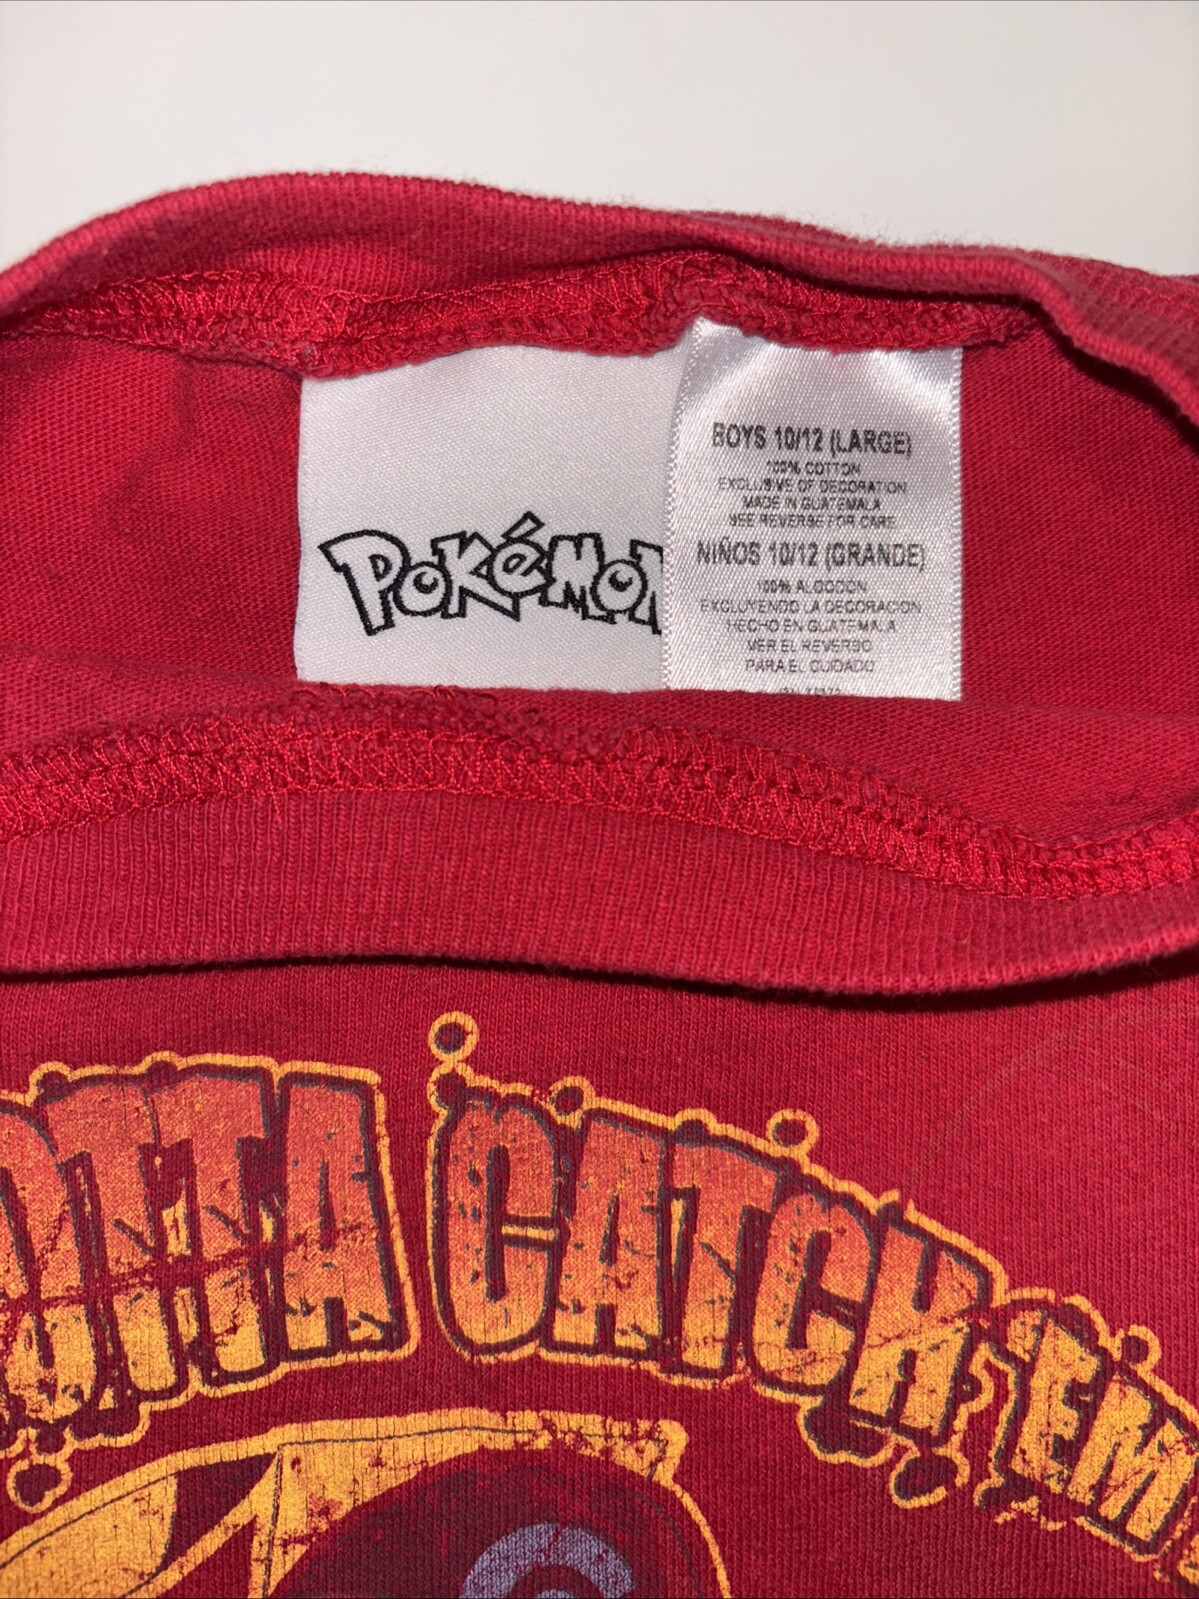 POKéMON
BOYS 10/12 (LARGE)
100% COTTON
EXCLUSIVE OF DECORATION
MADE IN GUATEMALA
SEE REVERSE FOR CARE
NIÑOS 10/12 (GRANDE)
100% ALGODON
EXCLUYENDO LA DECORACION
HECHO EN GUATEMALA
VER EL REVERSO
PARA EL CUIDADO
OTTA CATCH 'EM